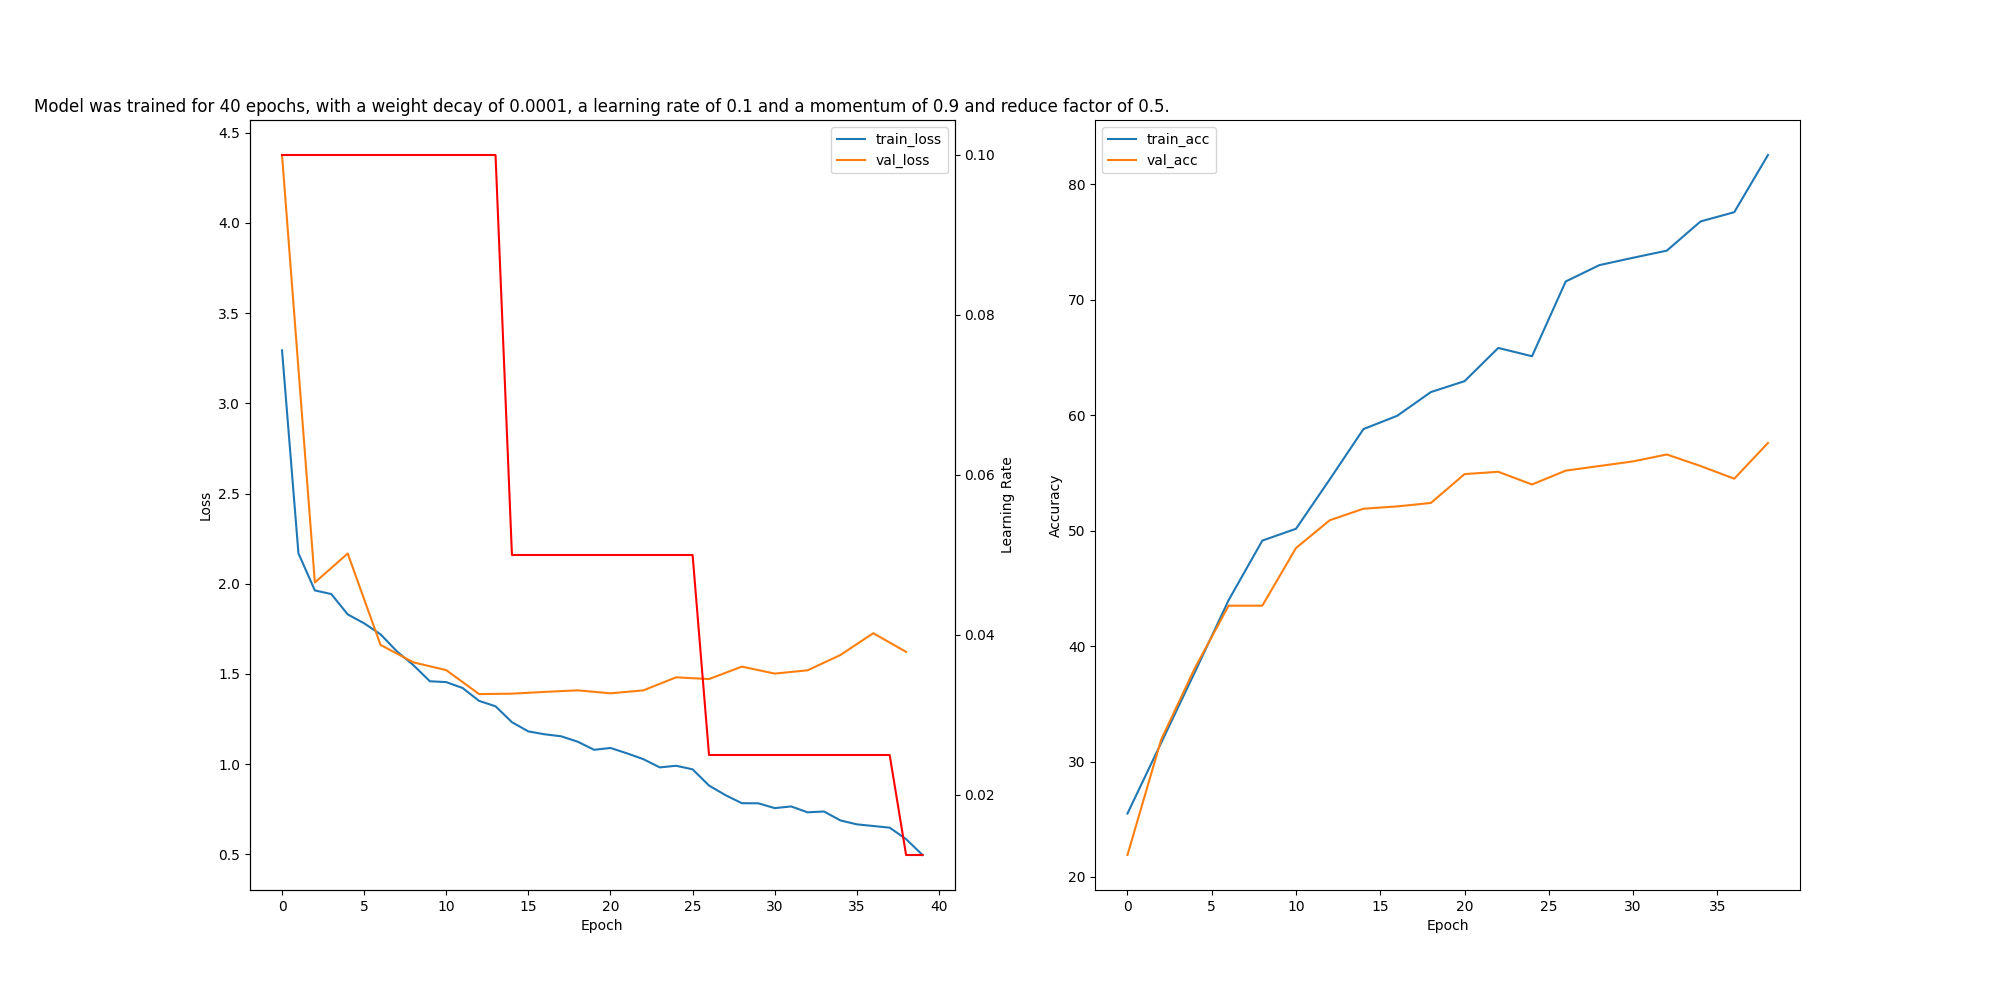 Model was trained for 40 epochs, with a weight decay of 0.0001, a learning rate of 0.1 and a momentum of 0.9 and reduce factor of 0.5.
train_loss
val_loss
4.5
4.0
3.5
3.0
2.5
2.0
1.5
1.0
0.5
Loss
0 5 10 15 20 25 30 35 40
Epoch
0.10
0.08
0.06
0.04
0.02
Learning Rate
train_acc
val_acc
80
70
60
50
40
30
20
Accuracy
0 5 10 15 20 25 30 35
Epoch